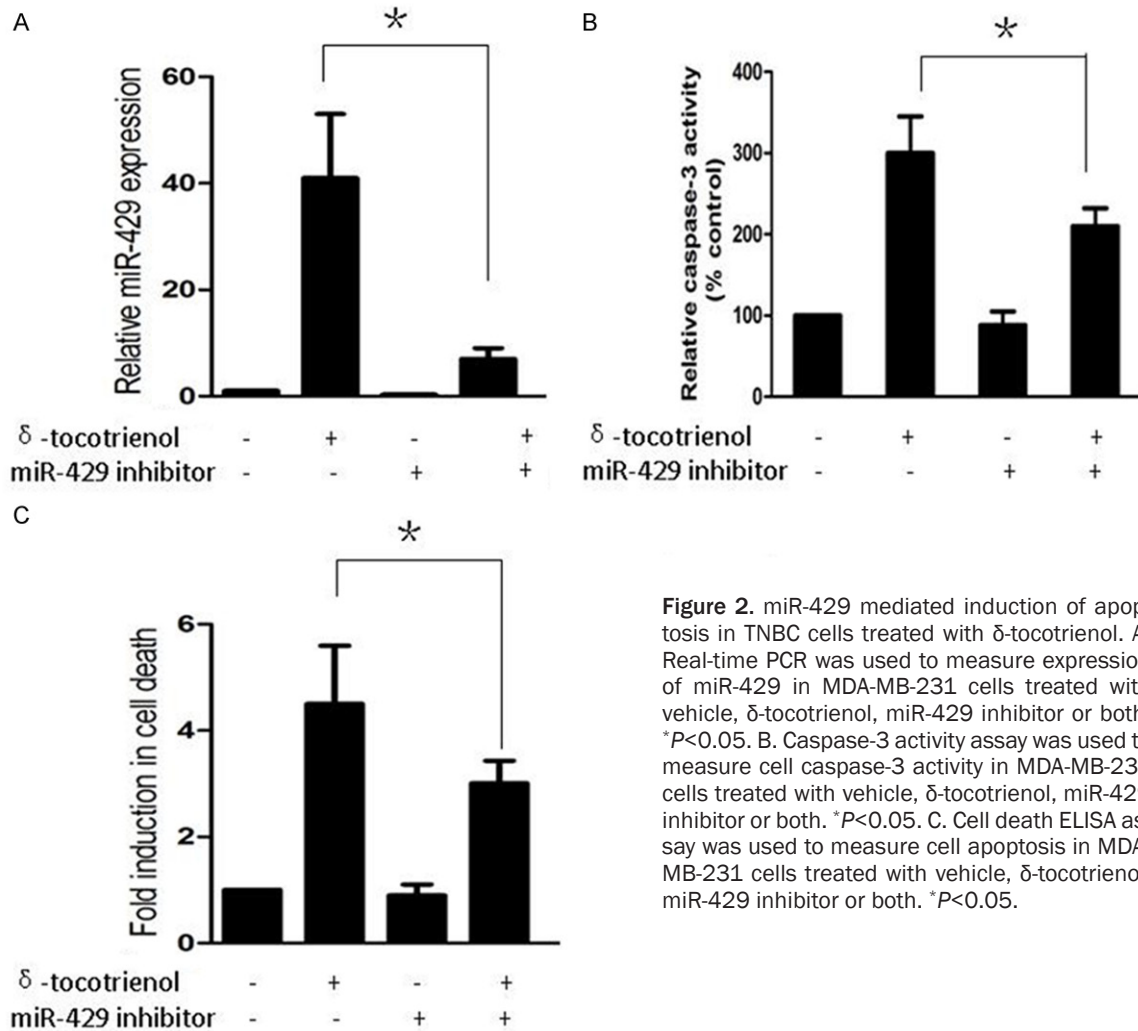 A
*
Relative miR-429 expression
60
40
20
0
δ -tocotrienol - + - +
miR-429 inhibitor - - + +
B
*
Relative caspase-3 activity
(% control)
400
300
200
100
0
δ -tocotrienol - + - +
miR-429 inhibitor - - + +
C
*
Fold induction in cell death
6
4
2
0
δ -tocotrienol - + - +
miR-429 inhibitor - - + +
Figure 2. miR-429 mediated induction of apop-
tosis in TNBC cells treated with δ-tocotrienol. A
Real-time PCR was used to measure expression
of miR-429 in MDA-MB-231 cells treated wit
vehicle, δ-tocotrienol, miR-429 inhibitor or both
*P<0.05. B. Caspase-3 activity assay was used t
measure cell caspase-3 activity in MDA-MB-23
cells treated with vehicle, δ-tocotrienol, miR-42
inhibitor or both. *P<0.05. C. Cell death ELISA as
say was used to measure cell apoptosis in MDA
MB-231 cells treated with vehicle, δ-tocotrieno
miR-429 inhibitor or both. *P<0.05.